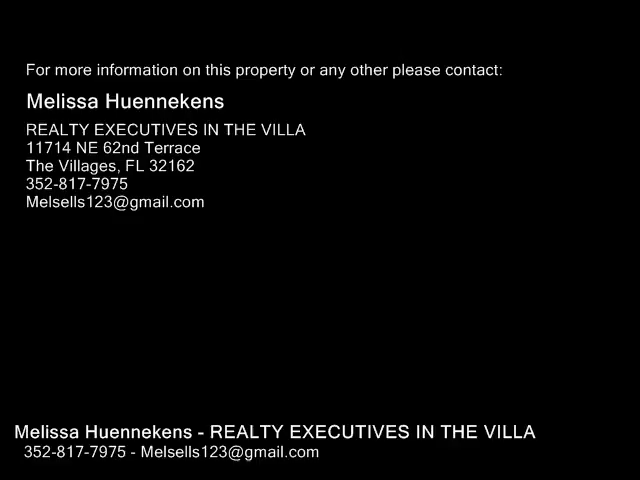 For more information on this property or any other please contact:
Melissa Huennekens
REALTY EXECUTIVES IN THE VILLA
11714 NE 62nd Terrace
The Villages, FL 32162
352-817-7975
Melsells123@gmail.com
Melissa Huennekens - REALTY EXECUTIVES IN THE VILLA
352-817-7975 - Melsells123@gmail.com